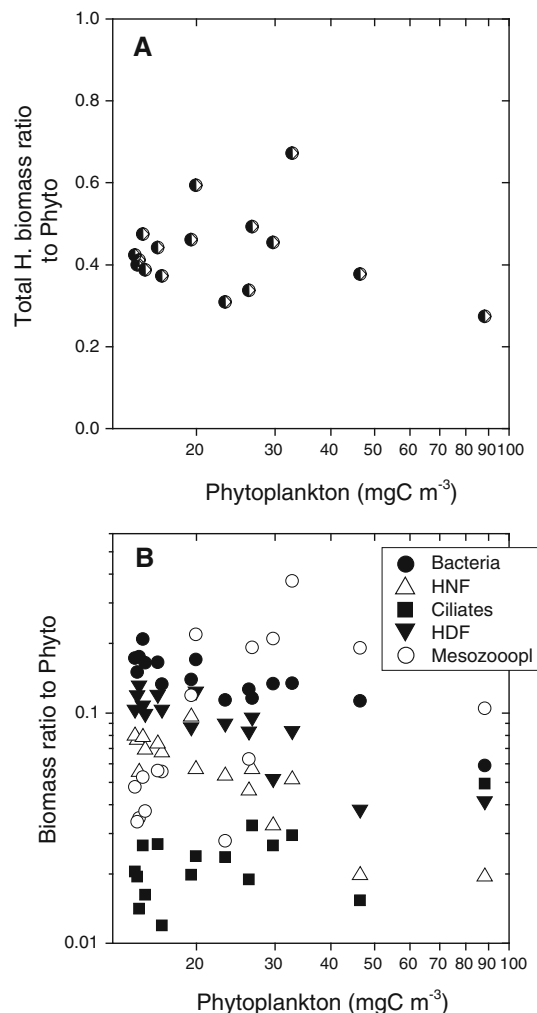 A
Total H. biomass ratio
to Phyto
1.0
0.8
0.6
0.4
0.2
0.0
20 30 40 50 60 70 80 90 100
Phytoplankton (mgC m-3)
B
Bacteria
HNF
Ciliates
HDF
Mesozooopl
Biomass ratio to Phyto
0.1
0.01
20 30 40 50 60 70 80 90 100
Phytoplankton (mgC m-3)